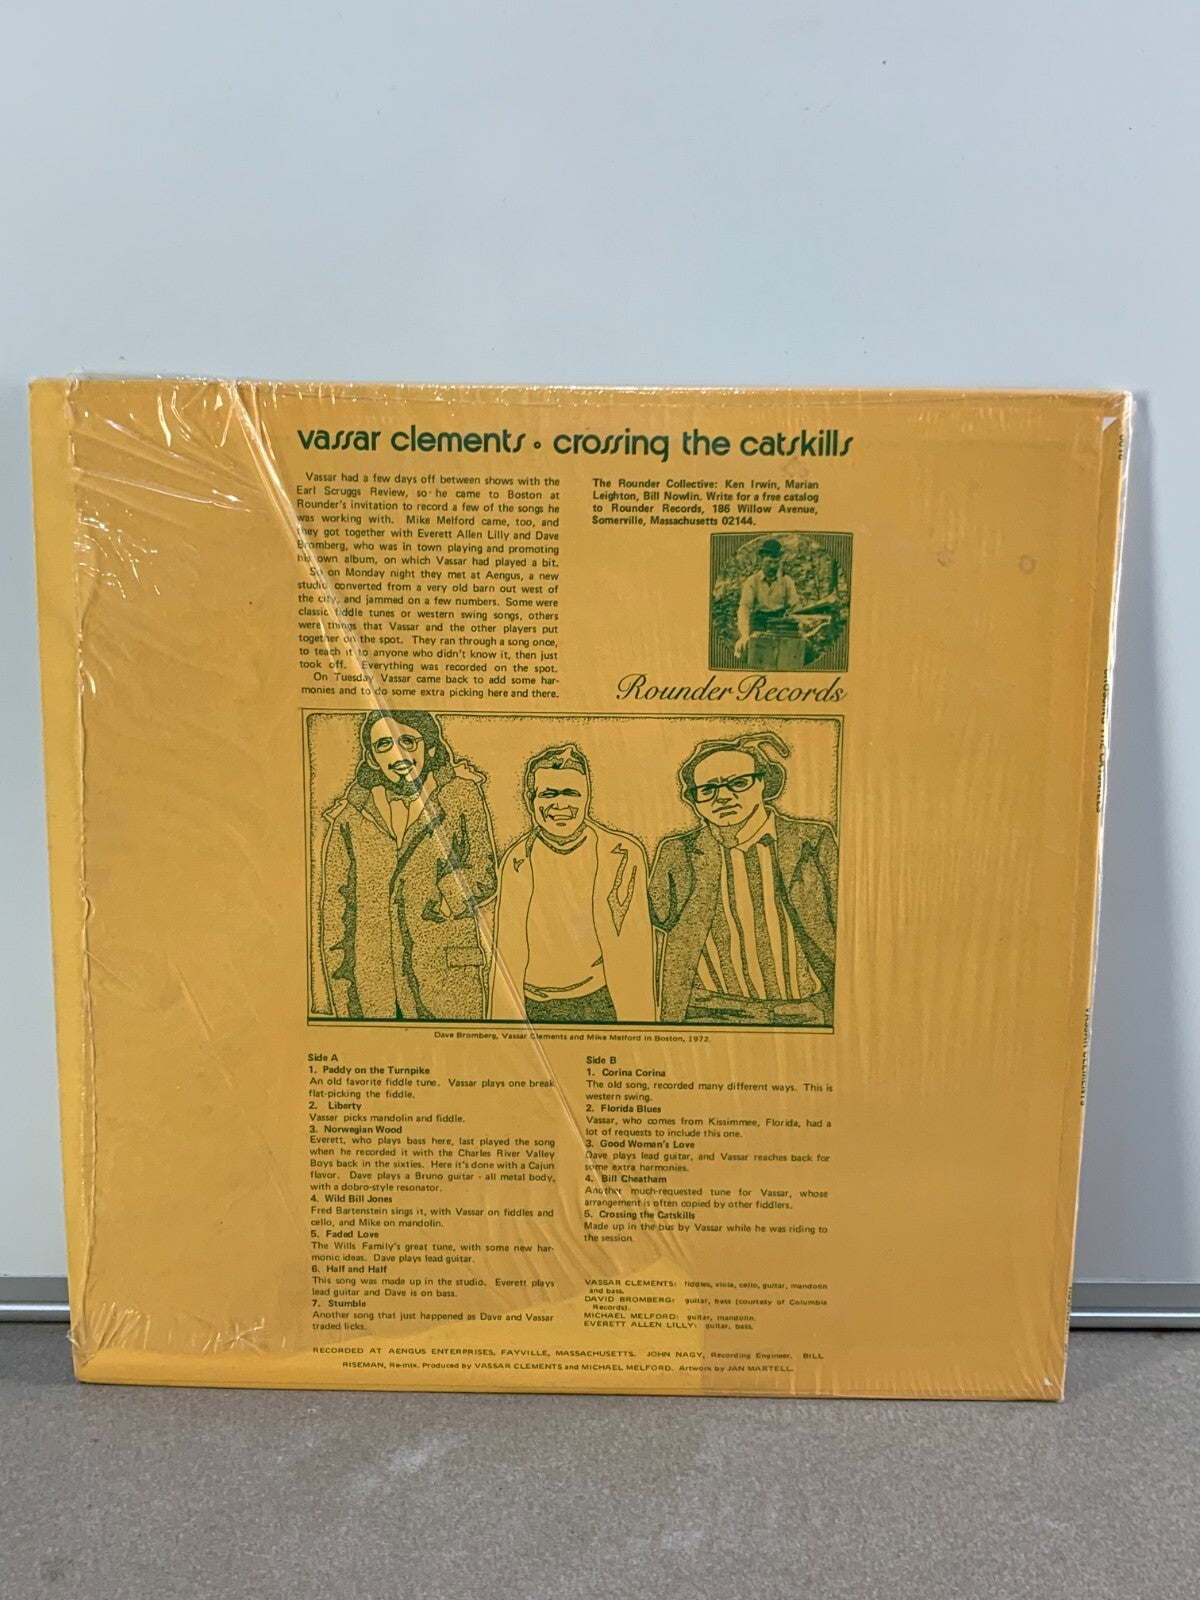 vassar clements • crossing the catskills
Vassar had a few days off between shows with the
Earl Scruggs Review, so he came to Boston at
Rounder's invitation to record a few of the songs he
was working with. Mike Melford came, too, and
they got together with Everett Allen Lilly and Dave
Bromberg, who was in town playing and promoting
his own album, on which Vassar had played a bit.
So on Monday night they met at Aengus, a new
studio converted from a very old barn out west of
the city, and jammed on a few numbers. Some were
classic fiddle tunes or western swing songs, others
were things that Vassar and the other players put
together on the spot. They ran through a song once,
to teach it to anyone who didn't know it, then just
took off. Everything was recorded on the spot.
On Tuesday Vassar came back to add some har-
monies and to do some extra picking here and there.
The Rounder Collective: Ken Irwin, Marian
Leighton, Bill Nowlin. Write for a free catalog
to Rounder Records, 186 Willow Avenue,
Somerville, Massachusetts 02144.
Rounder Records
Dave Bromberg, Vassar Clements and Mike Melford in Boston, 1972.
Side A
1. Paddy on the Turnpike
An old favorite fiddle tune. Vassar plays one break
flat-picking the fiddle.
2. Liberty
Vassar picks mandolin and fiddle.
3. Norwegian Wood
Everett, who plays bass here, last played the song
when he recorded it with the Charles River Valley
Boys back in the sixties. Here it's done with a Cajun
flavor. Dave plays a Bruno guitar - all metal body,
with a dobro-style resonator.
4. Wild Bill Jones
Fred Bartenstein sings it, with Vassar on fiddles and
cello, and Mike on mandolin.
5. Faded Love
The Wills Family's great tune, with some new har-
monic ideas. Dave plays lead guitar.
6. Half and Half
This song was made up in the studio. Everett plays
lead guitar and Dave is on bass.
7. Stumble
Another song that just happened as Dave and Vassar
traded licks.
Side B
1. Corina Corina
The old song, recorded many different ways. This is
western swing.
2. Florida Blues
Vassar, who comes from Kissimmee, Florida, had a
lot of requests to include this one.
3. Good Woman's Love
Dave plays lead guitar, and Vassar reaches back for
some extra harmonies.
4. Bill Cheatham
Another much-requested tune for Vassar, whose
arrangement is often copied by other fiddlers.
5. Crossing the Catskills
Made up in the bus by Vassar while he was riding to
the session.
VASSAR CLEMENTS: fiddles, viola, cello, guitar, mandolin
and bass.
DAVID BROMBERG: guitar, bass (courtesy of Columbia
Records).
MICHAEL MELFORD: guitar, mandolin.
EVERETT ALLEN LILLY: guitar, bass.
RECORDED AT AENGUS ENTERPRISES, FAYVILLE, MASSACHUSETTS. JOHN NAGY, Recording Engineer. BILL
RISEMAN, Re-mix. Produced by VASSAR CLEMENTS and MICHAEL MELFORD. Artwork by JAN MARTELL.
CROSSING THE CATSKILLS
VASSAR CLEMENTS